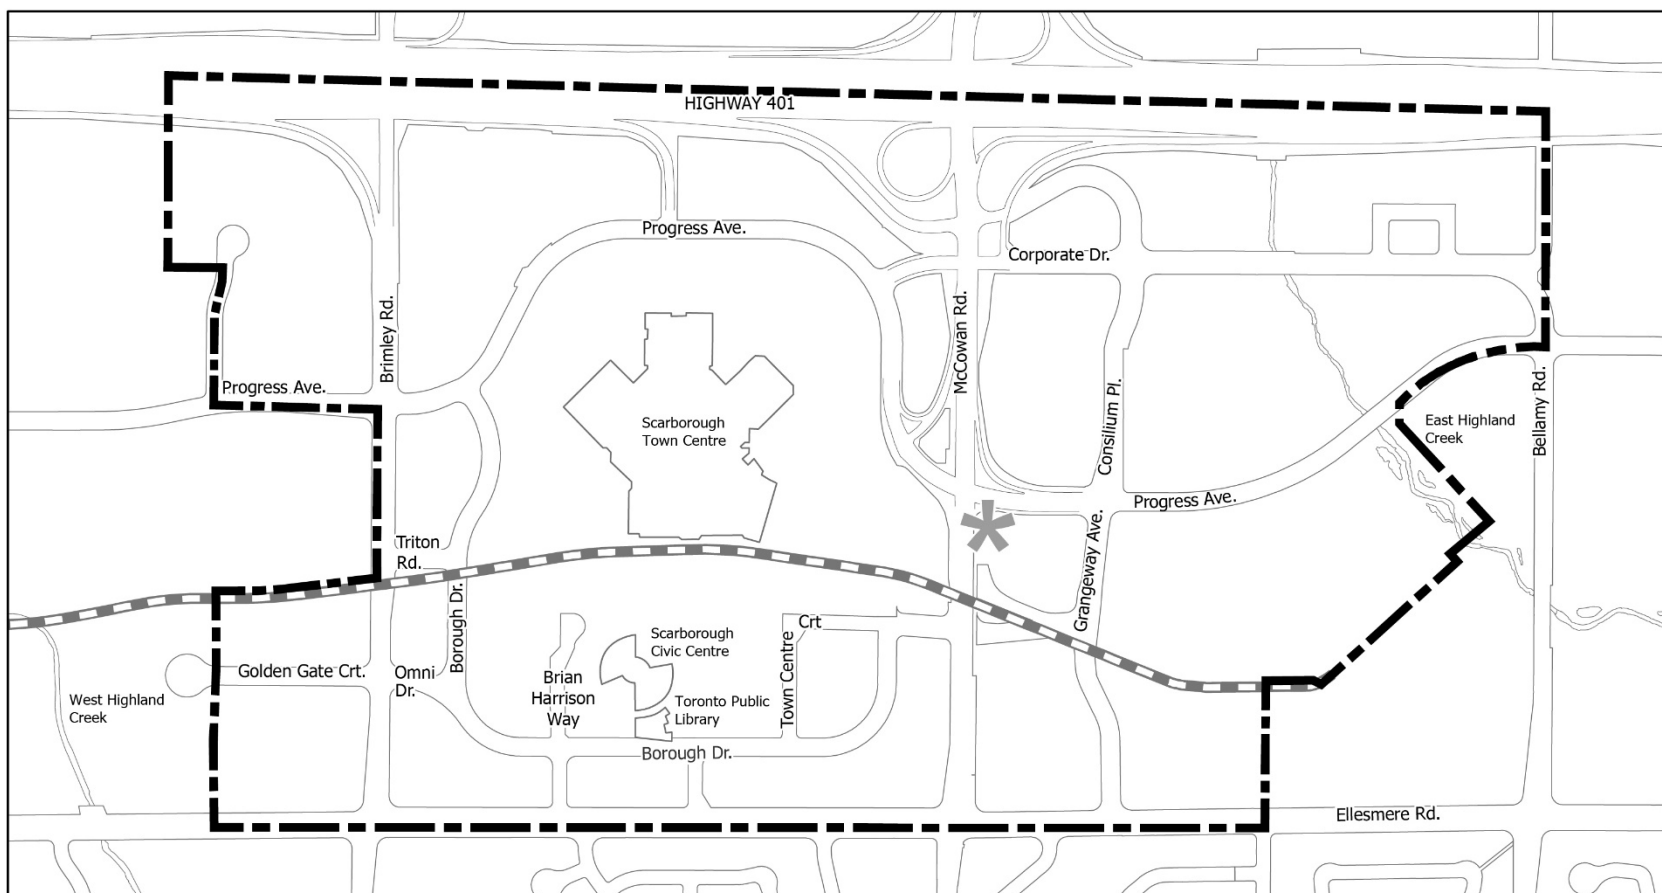 HIGHWAY 401
Progress Ave.
Corporate Dr.
Brimley Rd.
McCowan Rd.
Progress Ave.
Consilium Pl.
Bellamy Rd.
Scarborough
Town Centre
East Highland
Creek
Progress Ave.
Triton
Rd.
Grangeway Ave.
Borough Dr.
Scarborough
Civic Centre
Crt
Town Centre
Golden Gate Crt.
Omni
Dr.
Brian
Harrison
Way
West Highland
Creek
Toronto Public
Library
Borough Dr.
Ellesmere Rd.